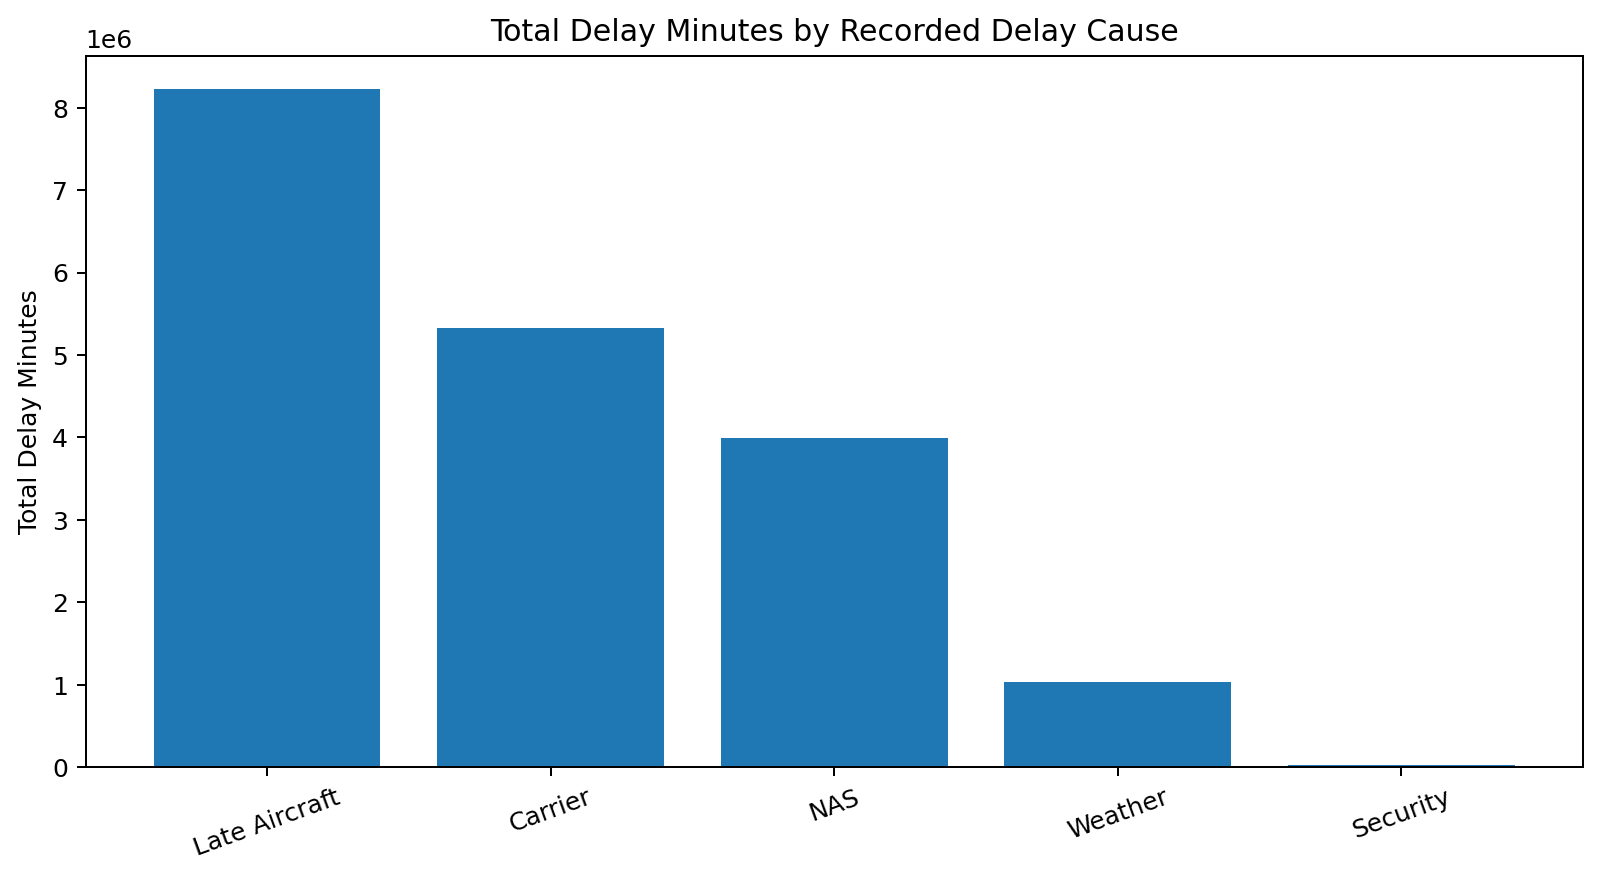 Total Delay Minutes by Recorded Delay Cause
1e6
8
7
6
5
4
3
2
1
0
Total Delay Minutes
Late Aircraft
Carrier
NAS
Weather
Security